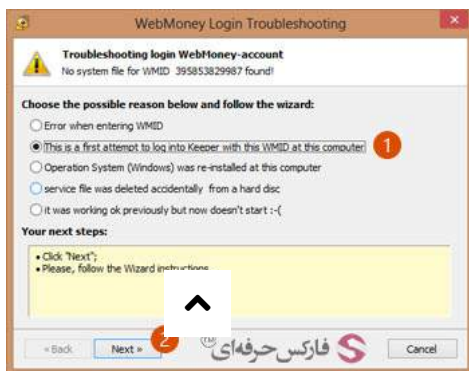 WebMoney Login Troubleshooting
Troubleshooting login WebMoney-account
No system file for WMID 395853829987 found!
Choose the possible reason below and follow the wizard:
Error when entering WMID
This is a first attempt to log into Keeper with this WMID at this computer
1
Operation System (Windows) was re-installed at this computer
service file was deleted accidentally from a hard disc
it was working ok previously but now doesn't start :-(
Your next steps:
• Click "Next";
• Please, follow the Wizard instructions
2
« Back
Next »
فارکس حرفه‌ای TM
Cancel